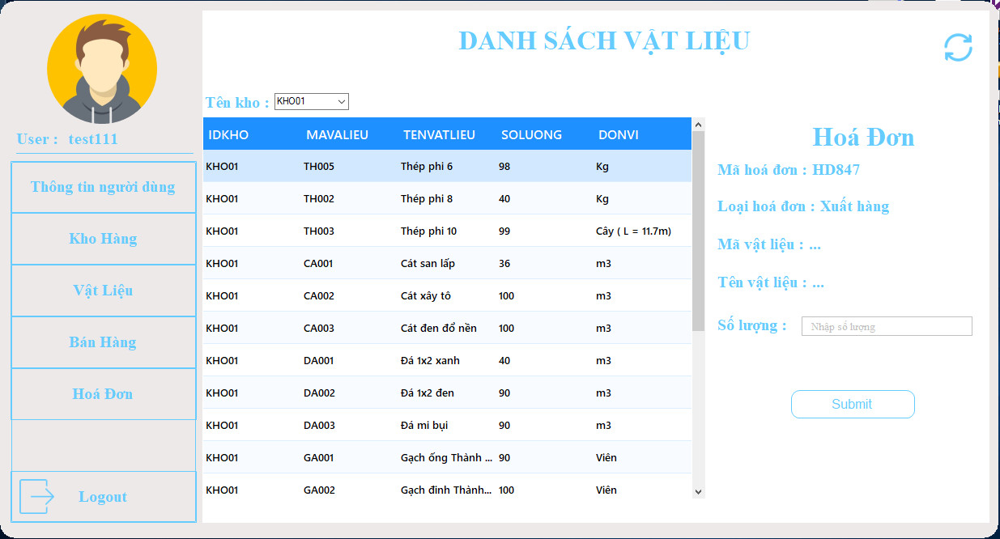 DANH SÁCH VẬT LIỆU
User : test111
Thông tin người dùng
Kho Hàng
Vật Liệu
Bán Hàng
Hoá Đơn
Logout
Tên kho : KHO01
IDKHO MAVALIEU TENVATLIEU SOLUONG DONVI
KHO01 TH005 Thép phi 6 98 Kg
KHO01 TH002 Thép phi 8 40 Kg
KHO01 TH003 Thép phi 10 99 Cây ( L = 11.7m)
KHO01 CA001 Cát san lấp 36 m3
KHO01 CA002 Cát xây tô 100 m3
KHO01 CA003 Cát đen đổ nền 100 m3
KHO01 DA001 Đá 1x2 xanh 40 m3
KHO01 DA002 Đá 1x2 đen 90 m3
KHO01 DA003 Đá mi bụi 90 m3
KHO01 GA001 Gạch ống Thành ... 90 Viên
KHO01 GA002 Gạch đinh Thành... 100 Viên
Hoá Đơn
Mã hoá đơn : HD847
Loại hoá đơn : Xuất hàng
Mã vật liệu : ...
Tên vật liệu : ...
Số lượng : Nhập số lượng
Submit